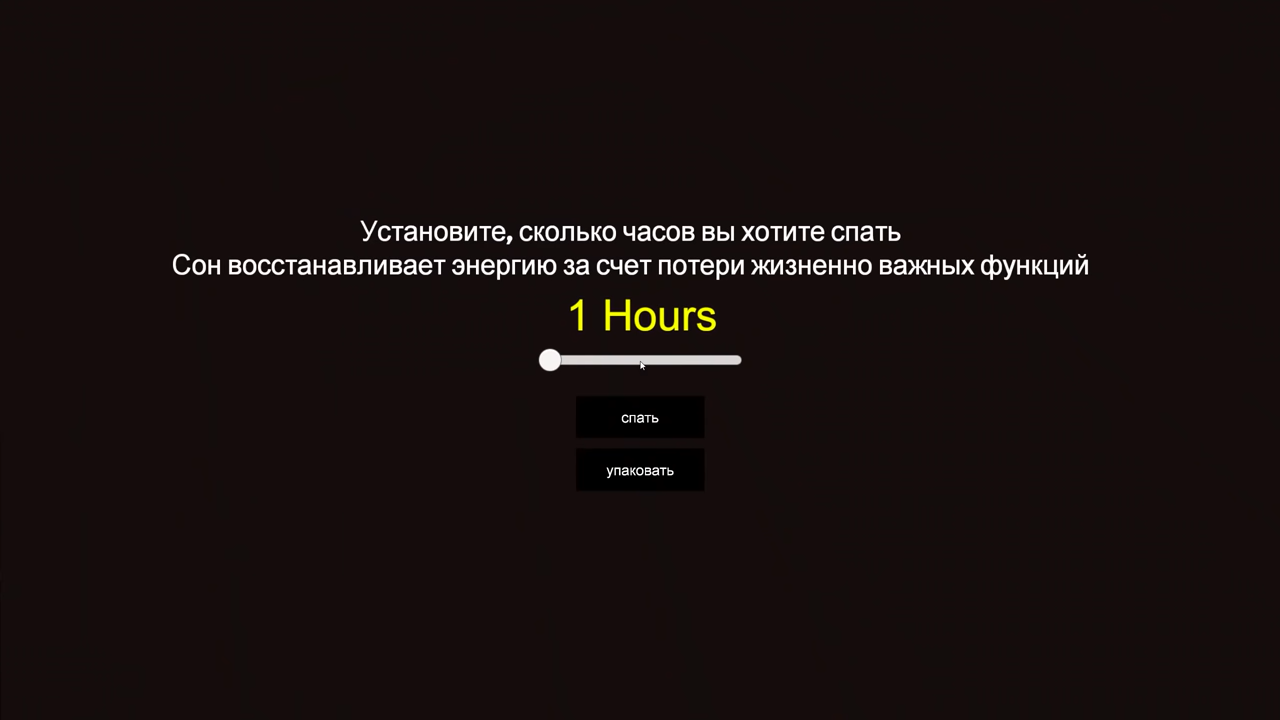 Установите, сколько часов вы хотите спать
Сон восстанавливает энергию за счет потери жизненно важных функций
1 Hours
спать
упаковать